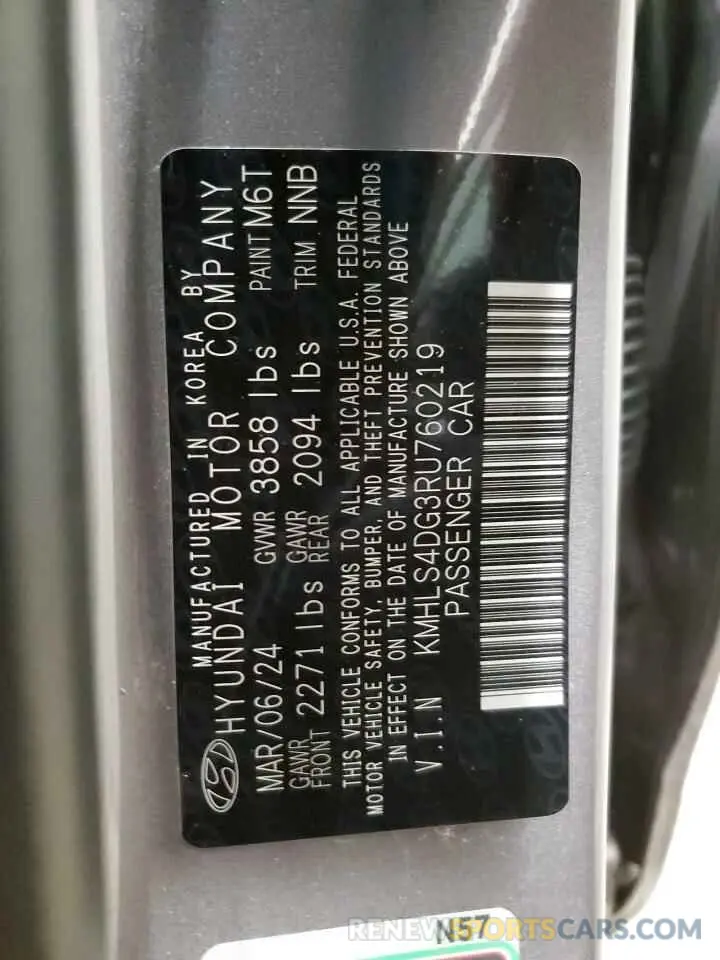 MANUFACTURED IN KOREA BY
HYUNDAI MOTOR COMPANY
MAR/06/24 GVWR 3858 lbs PAINT M6T
GAWR FRONT 2271 lbs GAWR REAR 2094 lbs TRIM NNB
THIS VEHICLE CONFORMS TO ALL APPLICABLE U.S.A. FEDERAL
MOTOR VEHICLE SAFETY, BUMPER, AND THEFT PREVENTION STANDARDS
IN EFFECT ON THE DATE OF MANUFACTURE SHOWN ABOVE
V.I.N KMHLS4DG3RU760219
PASSENGER CAR
N57
RENEWSPORTSCARS.COM